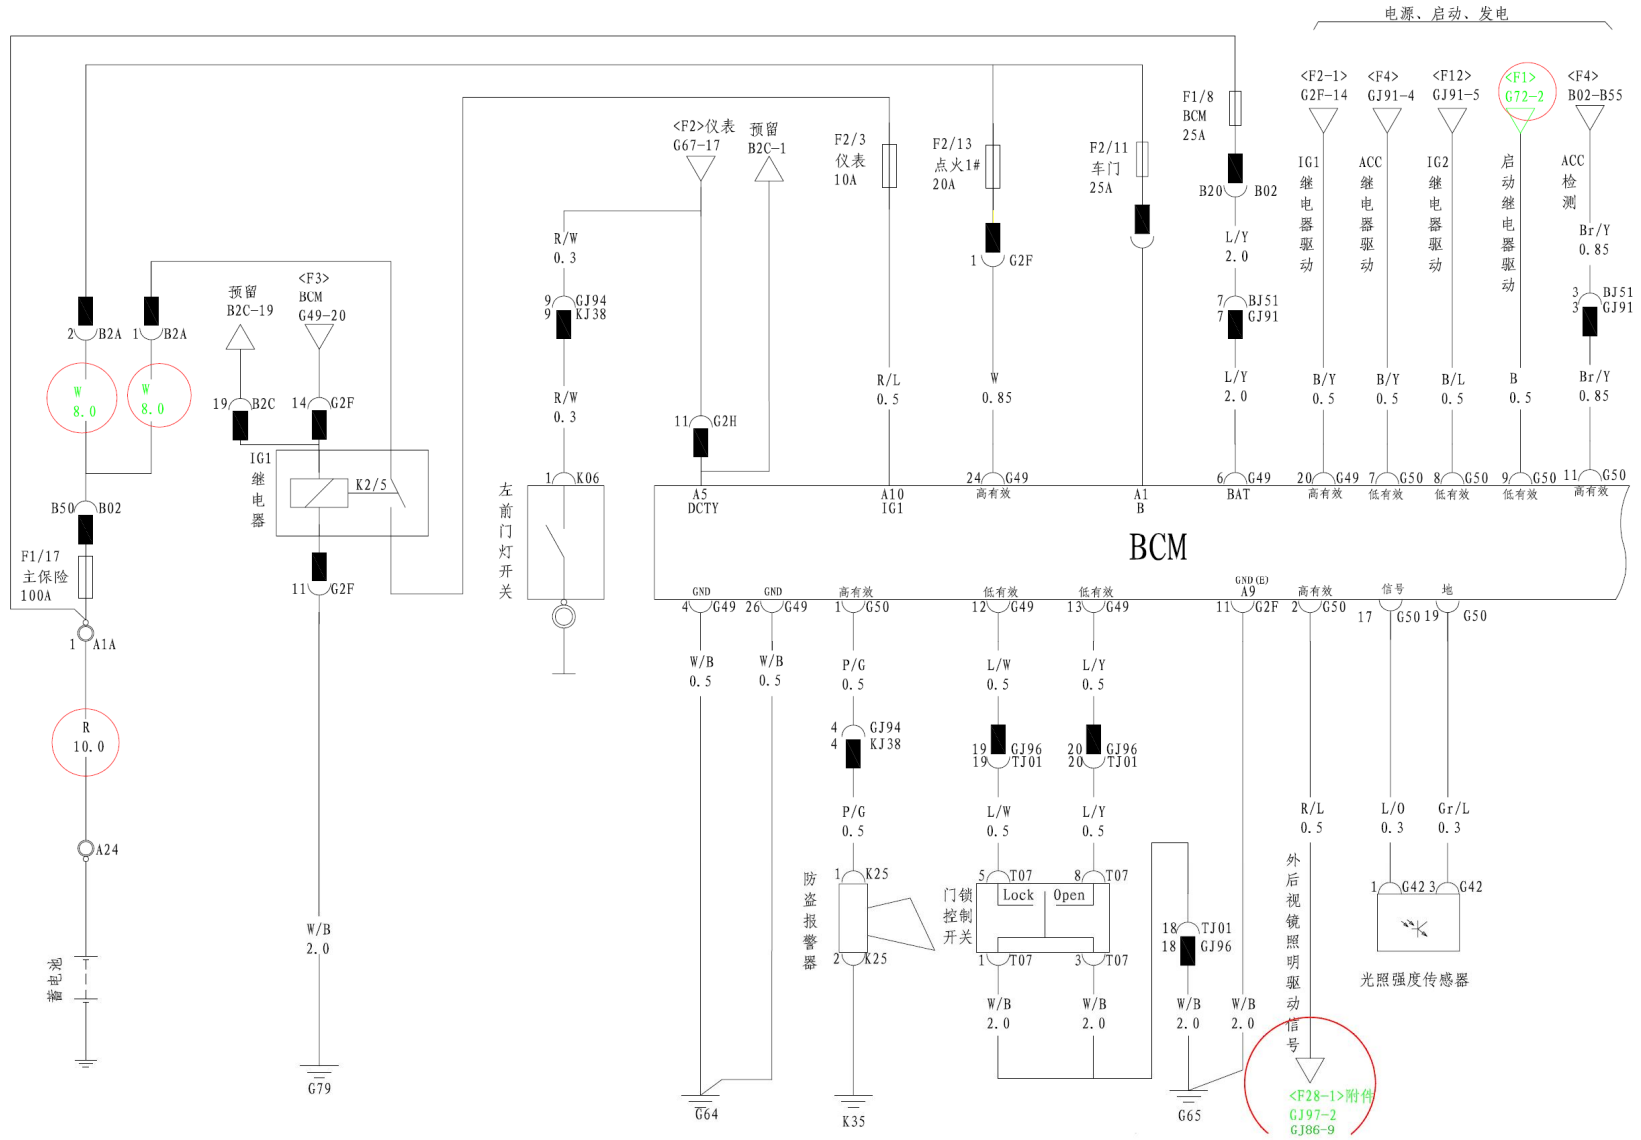 电源、启动、发电
<F2-1>
G2F-14
<F4>
GJ91-4
<F12>
GJ91-5
<F1>
G72-2
<F4>
B02-B55
F1/8
BCM
25A
<F2>仪表
G67-17
预留
B2C-1
F2/3
仪表
10A
F2/13
点火1#
20A
F2/11
车门
25A
B20
B02
IG1
继电器驱动
ACC
继电器驱动
IG2
继电器驱动
启动继电器驱动
ACC
检测
R/W
0.3
1
G2F
L/Y
2.0
Br/Y
0.85
<F3>
BCM
G49-20
预留
B2C-19
9
GJ94
9
KJ38
7
BJ51
7
GJ91
3
BJ51
3
GJ91
2
B2A
1
B2A
W
8.0
W
8.0
19
B2C
14
G2F
R/W
0.3
R/L
0.5
W
0.85
L/Y
2.0
B/Y
0.5
B/Y
0.5
B/L
0.5
B
0.5
Br/Y
0.85
11
G2H
IG1
继电器
K2/5
1
K06
左前门灯开关
24
G49
6
G49
20
G49
7
G50
8
G50
9
G50
11
G50
A5
DCTY
A10
IG1
高有效
A1
B
BAT
高有效
低有效
低有效
低有效
高有效
B50
B02
BCM
F1/17
主保险
100A
11
G2F
GND
GND
高有效
低有效
低有效
GND(E)
A9
高有效
信号
地
4
G49
26
G49
1
G50
12
G49
13
G49
11
G2F
2
G50
17
G50
19
G50
1
A1A
W/B
0.5
W/B
0.5
P/G
0.5
L/W
0.5
L/Y
0.5
R
10.0
4
GJ94
4
KJ38
19
GJ96
19
TJ01
20
GJ96
20
TJ01
P/G
0.5
L/W
0.5
L/Y
0.5
R/L
0.5
L/O
0.3
Gr/L
0.3
A24
1
K25
5
T07
8
T07
1
G42
3
G42
防盗报警器
门锁
控制
开关
Lock
Open
外后视镜照明驱动信号
18
TJ01
18
GJ96
2
K25
1
T07
3
T07
W/B
2.0
蓄电池
光照强度传感器
W/B
2.0
W/B
2.0
W/B
2.0
W/B
2.0
G79
G64
K35
G65
<F28-1>附件
GJ97-2
GJ86-9